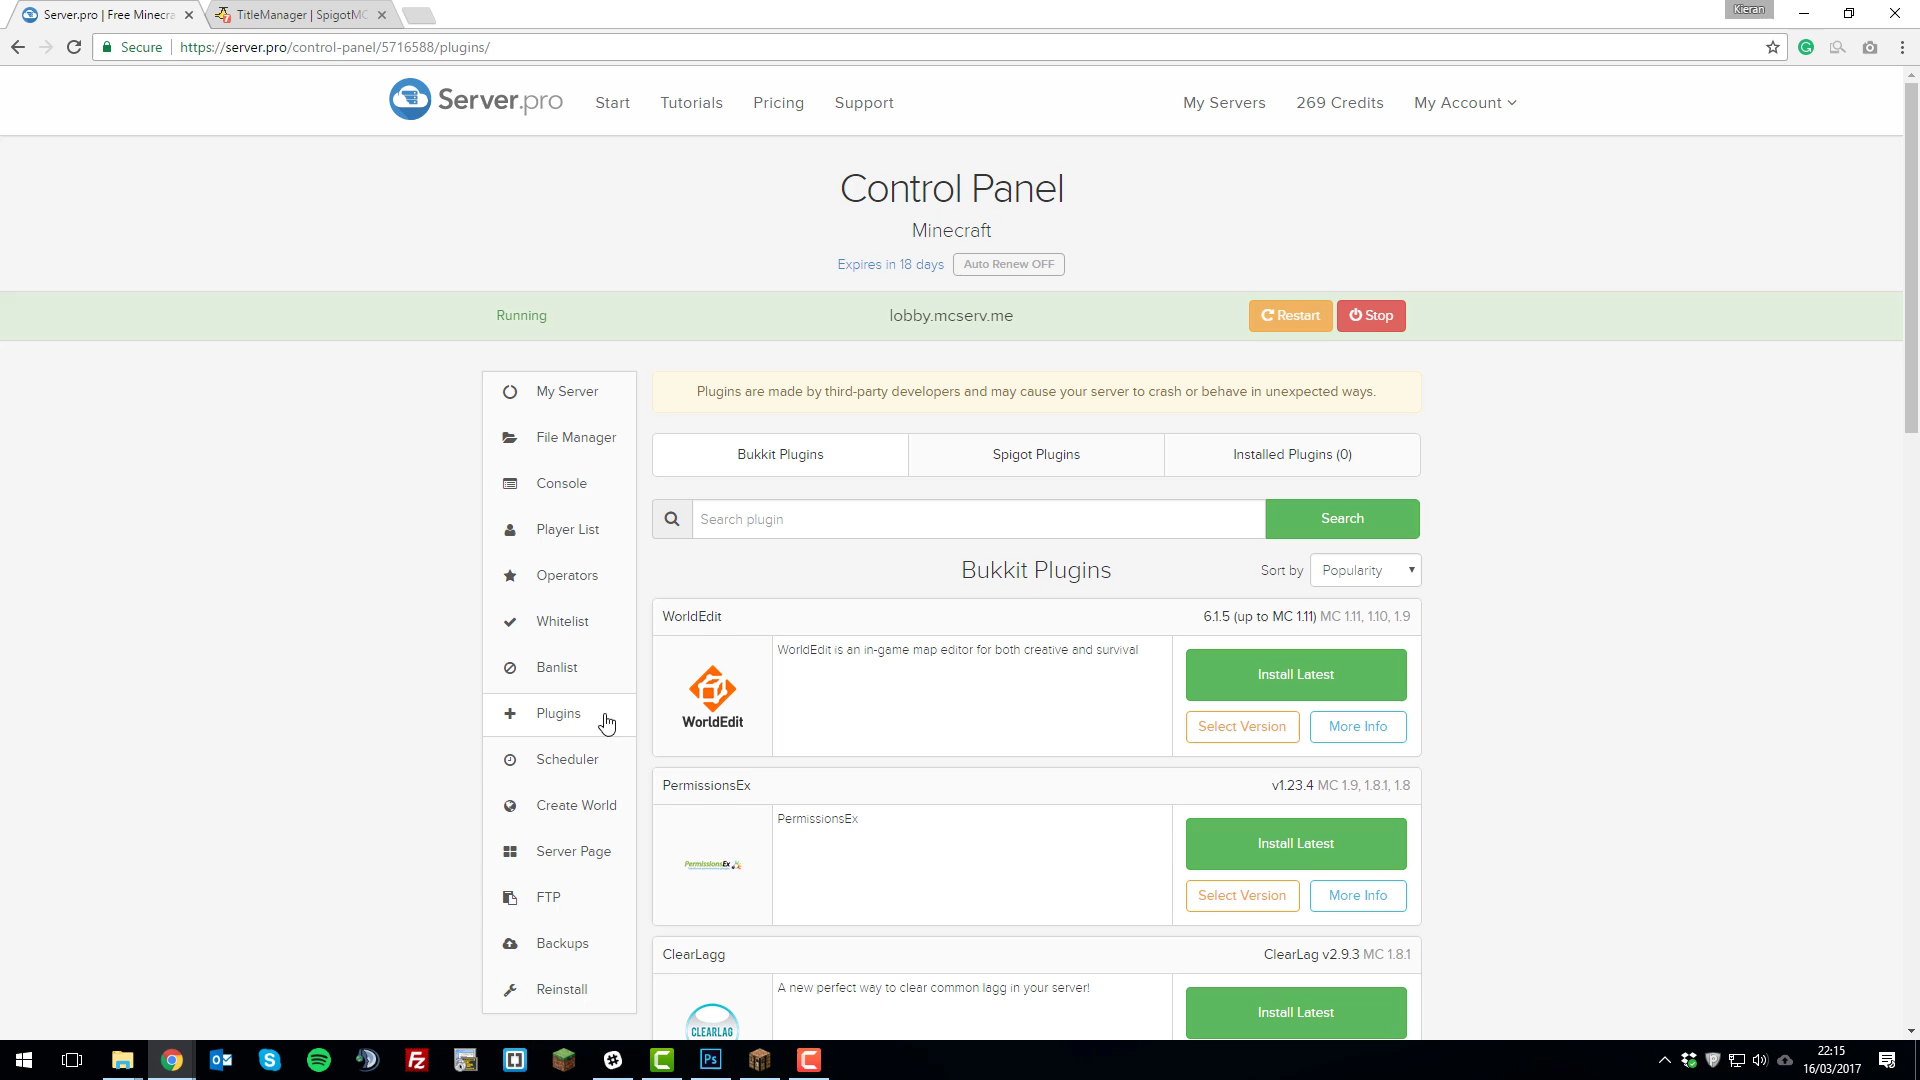 Server.pro | Free Minecra
TitleManager | SpigotMC
Kieran
Secure
https://server.pro/control-panel/5716588/plugins/
Server.pro
Start
Tutorials
Pricing
Support
My Servers
269 Credits
My Account
Control Panel
Minecraft
Expires in 18 days
Auto Renew OFF
Running
lobby.mcserv.me
Restart
Stop
My Server
File Manager
Console
Player List
Operators
Whitelist
Banlist
Plugins
Scheduler
Create World
Server Page
FTP
Backups
Reinstall
Plugins are made by third-party developers and may cause your server to crash or behave in unexpected ways.
Bukkit Plugins
Spigot Plugins
Installed Plugins (0)
Search plugin
Search
Bukkit Plugins
Sort by
Popularity
WorldEdit
6.1.5 (up to MC 1.11) MC 1.11, 1.10, 1.9
WorldEdit
WorldEdit is an in-game map editor for both creative and survival
Install Latest
Select Version
More Info
PermissionsEx
v1.23.4 MC 1.9, 1.8.1, 1.8
PermissionsEx
PermissionsEx
Install Latest
Select Version
More Info
ClearLagg
ClearLag v2.9.3 MC 1.8.1
CLEARLAG
A new perfect way to clear common lagg in your server!
Install Latest
Ps
22:15
16/03/2017